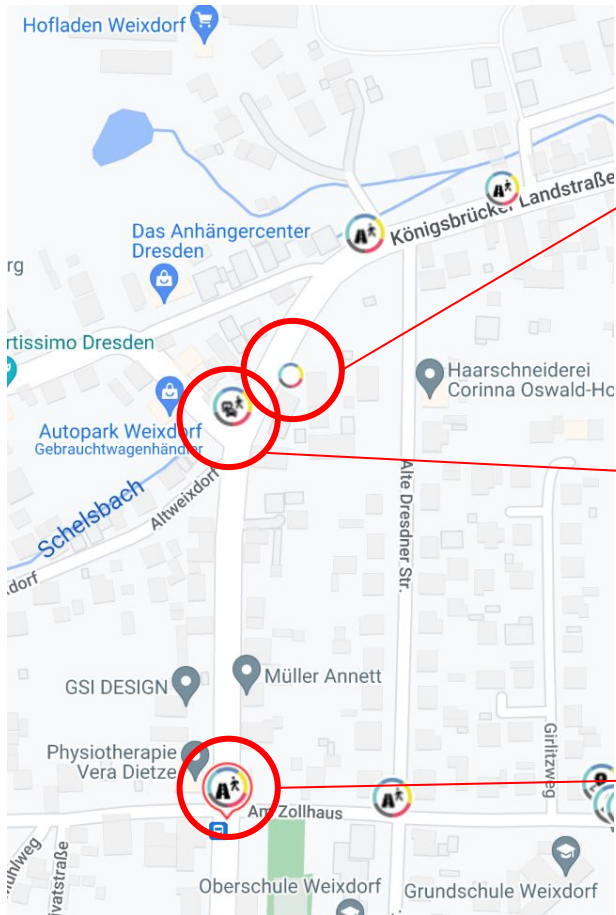 Hofladen Weixdorf
Königsbrücker Landstraße
Das Anhängercenter
Dresden
rg
rtissimo Dresden
Haarschneiderei
Corinna Oswald-Ho
Autopark Weixdorf
Gebrauchtwagenhändler
Schelsbach
Altweixdorf
dorf
Alte Dresdner Str.
GSI DESIGN
Müller Annett
Girlitzweg
Physiotherapie
Vera Dietze
Am Zollhaus
ühlweg
ivatstraße
Oberschule Weixdorf
Grundschule Weixdorf